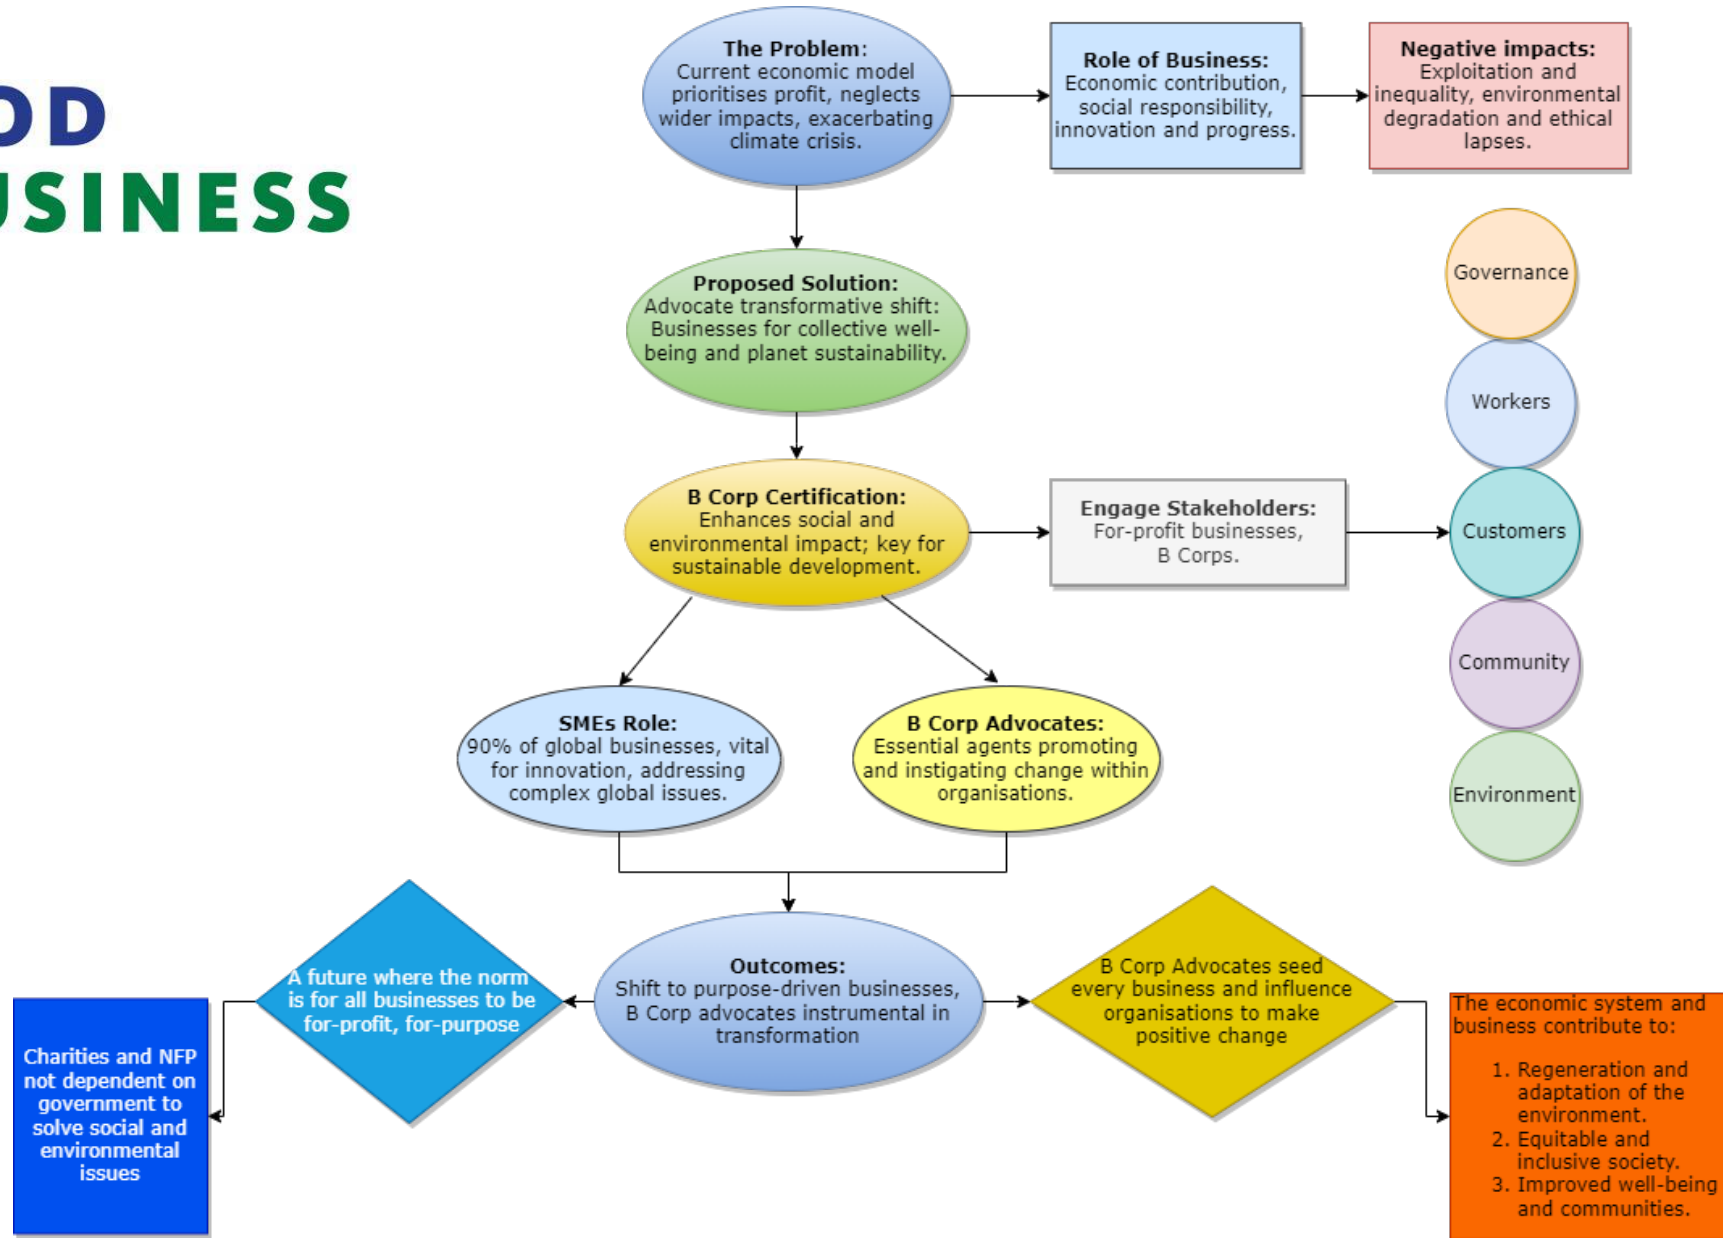 OD
USINESS
The Problem:
Current economic model
prioritises profit, neglects
wider impacts, exacerbating
climate crisis.
Role of Business:
Economic contribution,
social responsibility,
innovation and progress.
Negative impacts:
Exploitation and
inequality, environmental
degradation and ethical
lapses.
Proposed Solution:
Advocate transformative shift:
Businesses for collective well-
being and planet sustainability.
B Corp Certification:
Enhances social and
environmental impact; key for
sustainable development.
Engage Stakeholders:
For-profit businesses,
B Corps.
Governance
Workers
Customers
Community
Environment
SMEs Role:
90% of global businesses, vital
for innovation, addressing
complex global issues.
B Corp Advocates:
Essential agents promoting
and instigating change within
organisations.
Outcomes:
Shift to purpose-driven businesses,
B Corp advocates instrumental in
transformation
A future where the norm
is for all businesses to be
for-profit, for-purpose
Charities and NFP
not dependent on
government to
solve social and
environmental
issues
B Corp Advocates seed
every business and influence
organisations to make
positive change
The economic system and
business contribute to:
1. Regeneration and
adaptation of the
environment.
2. Equitable and
inclusive society.
3. Improved well-being
and communities.